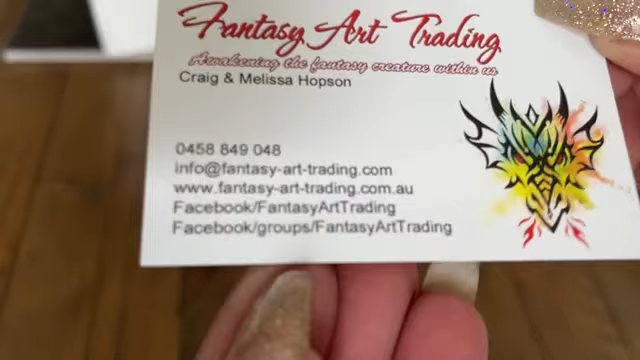 Fantasy Art Trading
Awakening the fantasy creature within us
Craig & Melissa Hopson
0458 849 048
info@fantasy-art-trading.com
www.fantasy-art-trading.com.au
Facebook/FantasyArtTrading
Facebook/groups/FantasyArtTrading